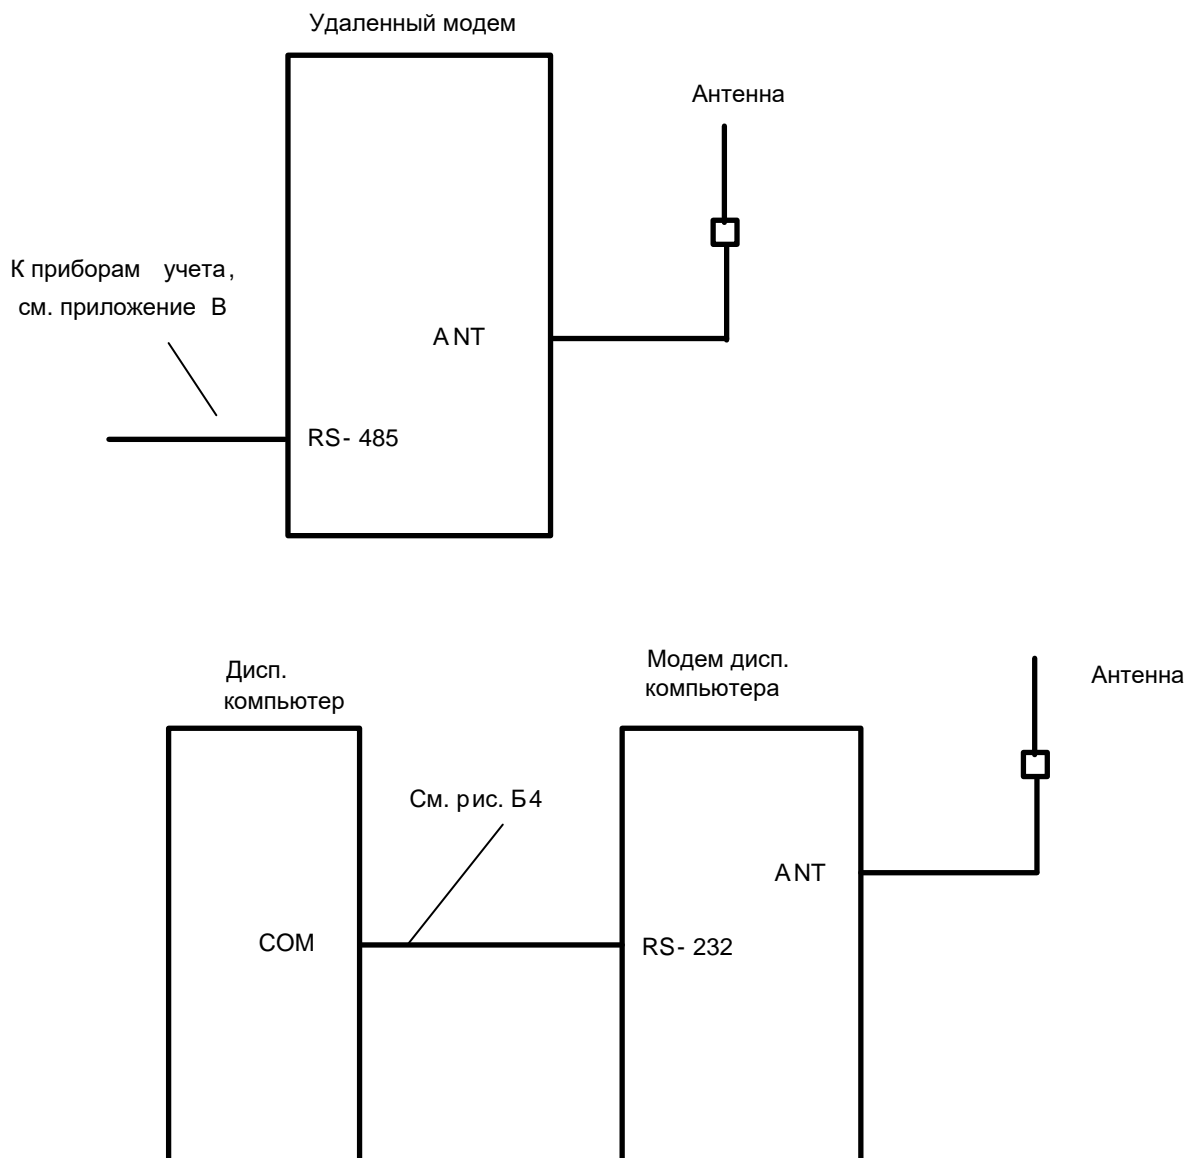 Удаленный модем
Антенна
К приборам учета,
см. приложение В
ANT
RS-485
Дисп.
компьютер
Модем дисп.
компьютера
Антенна
См. рис. Б4
ANT
COM
RS-232